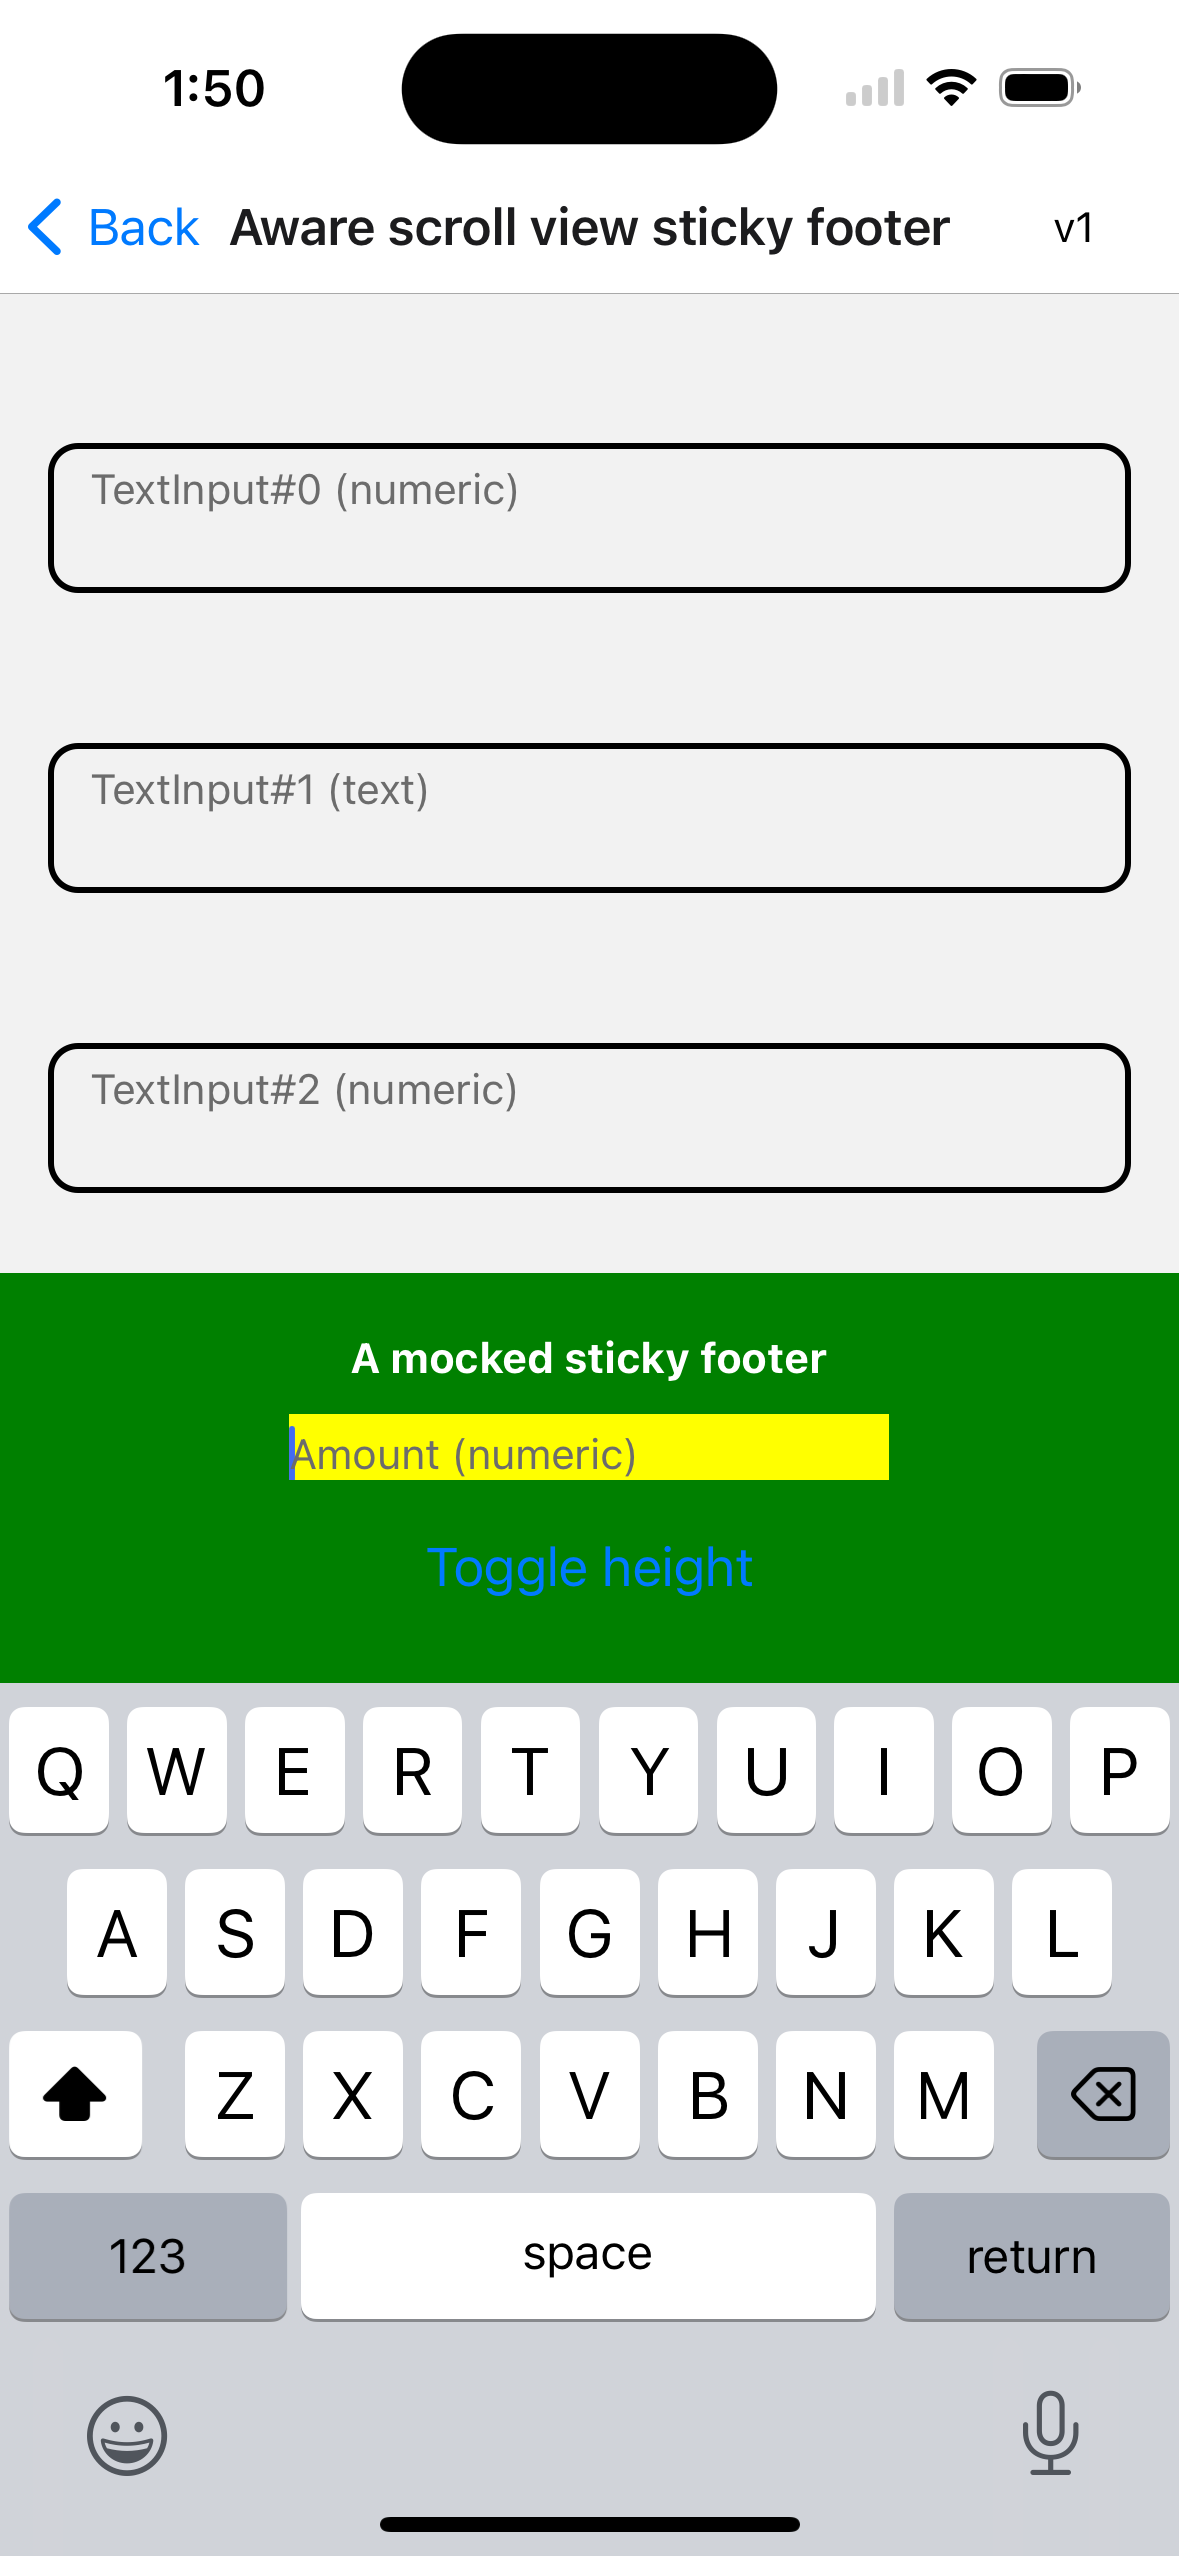 1:50
Back Aware scroll view sticky footer v1
TextInput#0 (numeric)
TextInput#1 (text)
TextInput#2 (numeric)
A mocked sticky footer
Amount (numeric)
Toggle height
Q W E R T Y U I O P
A S D F G H J K L
Z X C V B N M
123 space return